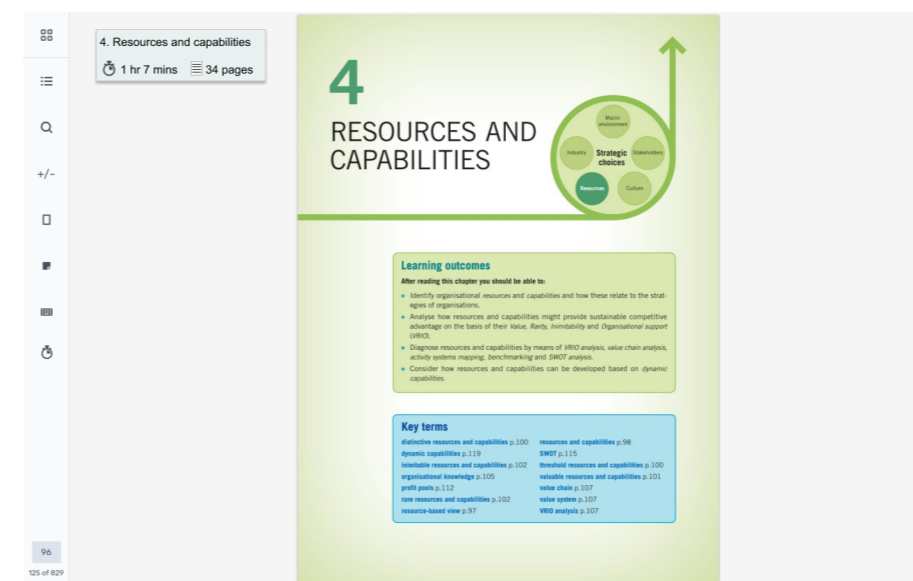 4. Resources and capabilities
1 hr 7 mins 34 pages
+/-
96
125 of 829
4
RESOURCES AND
CAPABILITIES
Macro-
environment
Industry
Strategic
choices
Stakeholders
Resources
Culture
Learning outcomes
After reading this chapter you should be able to:
• Identify organisational resources and capabilities and how these relate to the strat-
egies of organisations.
• Analyse how resources and capabilities might provide sustainable competitive
advantage on the basis of their Value, Rarity, Inimitability and Organisational support
(VRIO).
• Diagnose resources and capabilities by means of VRIO analysis, value chain analysis,
activity systems mapping, benchmarking and SWOT analysis.
• Consider how resources and capabilities can be developed based on dynamic
capabilities.
Key terms
distinctive resources and capabilities p.100
dynamic capabilities p.119
inimitable resources and capabilities p.102
organisational knowledge p.105
profit pools p.112
rare resources and capabilities p.102
resource-based view p.97
resources and capabilities p.98
SWOT p.115
threshold resources and capabilities p.100
valuable resources and capabilities p.101
value chain p.107
value system p.107
VRIO analysis p.107